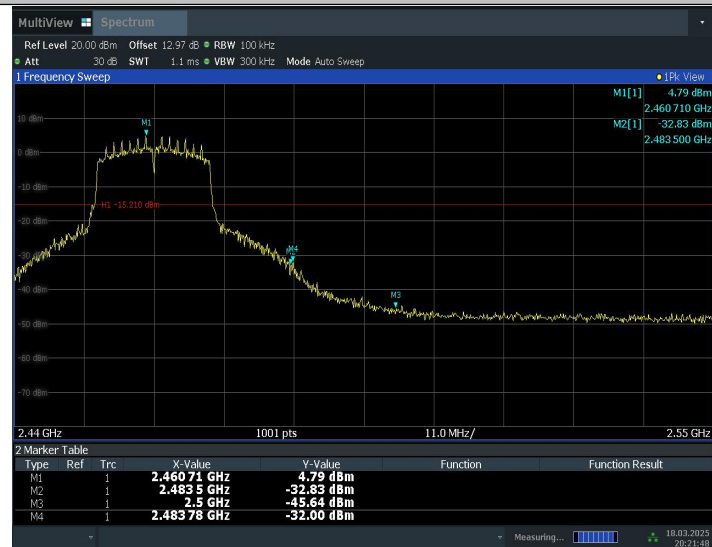 MultiView Spectrum
Ref Level 20.00 dBm Offset 12.97 dB RBW 100 kHz
Att 30 dB SWT 1.1 ms VBW 300 kHz Mode Auto Sweep
1 Frequency Sweep 1Pk View
M1[1] 4.79 dBm
2.460 710 GHz
M2[1] -32.83 dBm
2.483 500 GHz
10 dBm
M1
0 dBm
-10 dBm
H1 -15.210 dBm
-20 dBm
M4
-40 dBm
M3
-50 dBm
-60 dBm
-70 dBm
2.44 GHz 1001 pts 11.0 MHz/ 2.55 GHz
2 Marker Table
Type Ref Trc X-Value Y-Value Function Function Result
M1 1 2.460 71 GHz 4.79 dBm
M2 1 2.483 5 GHz -32.83 dBm
M3 1 2.5 GHz -45.64 dBm
M4 1 2.483 78 GHz -32.00 dBm
Measuring... 18.03.2025
20:21:48